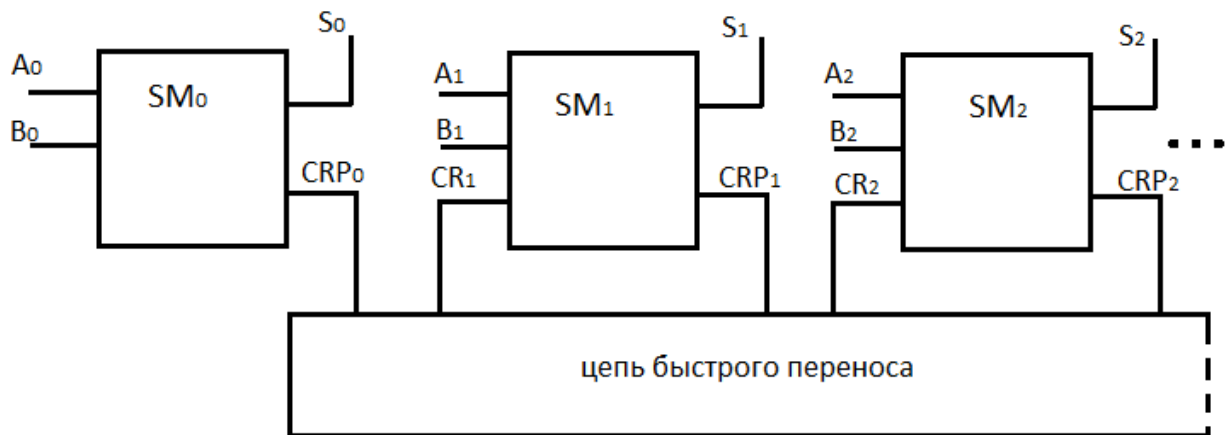 S₀
A₀
SM₀
B₀
CRP₀
S₁
A₁
SM₁
B₁
CR₁
CRP₁
S₂
A₂
SM₂
B₂
CR₂
CRP₂
...
цепь быстрого переноса